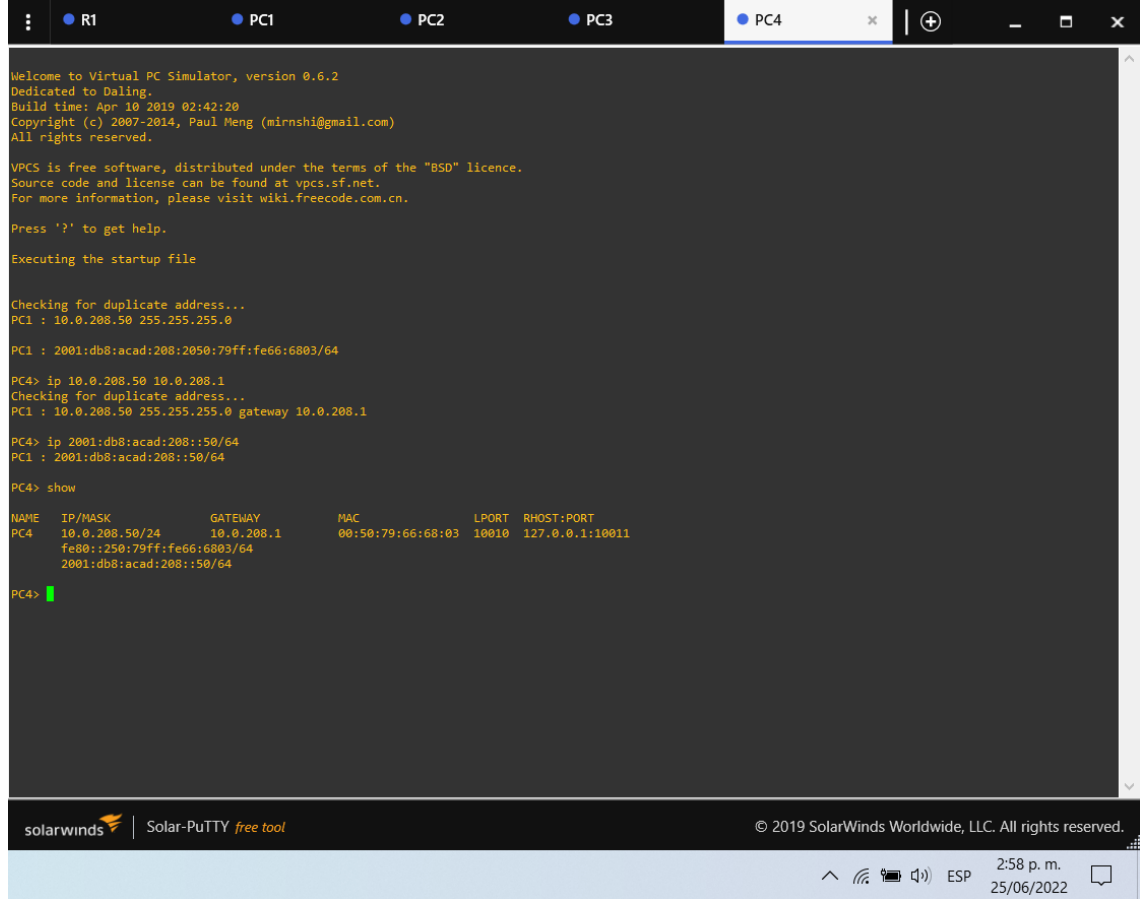 R1 PC1 PC2 PC3 PC4
Welcome to Virtual PC Simulator, version 0.6.2
Dedicated to Daling.
Build time: Apr 10 2019 02:42:20
Copyright (c) 2007-2014, Paul Meng (mirnshi@gmail.com)
All rights reserved.
VPCS is free software, distributed under the terms of the "BSD" licence.
Source code and license can be found at vpcs.sf.net.
For more information, please visit wiki.freecode.com.cn.
Press '?' to get help.
Executing the startup file
Checking for duplicate address...
PC1 : 10.0.208.50 255.255.255.0
PC1 : 2001:db8:acad:208:2050:79ff:fe66:6803/64
PC4> ip 10.0.208.50 10.0.208.1
Checking for duplicate address...
PC1 : 10.0.208.50 255.255.255.0 gateway 10.0.208.1
PC4> ip 2001:db8:acad:208::50/64
PC1 : 2001:db8:acad:208::50/64
PC4> show
NAME IP/MASK GATEWAY MAC LPORT RHOST:PORT
PC4 10.0.208.50/24 10.0.208.1 00:50:79:66:68:03 10010 127.0.0.1:10011
fe80::250:79ff:fe66:6803/64
2001:db8:acad:208::50/64
PC4>
solarwinds Solar-PuTTY free tool © 2019 SolarWinds Worldwide, LLC. All rights reserved.
ESP 2:58 p. m.
25/06/2022